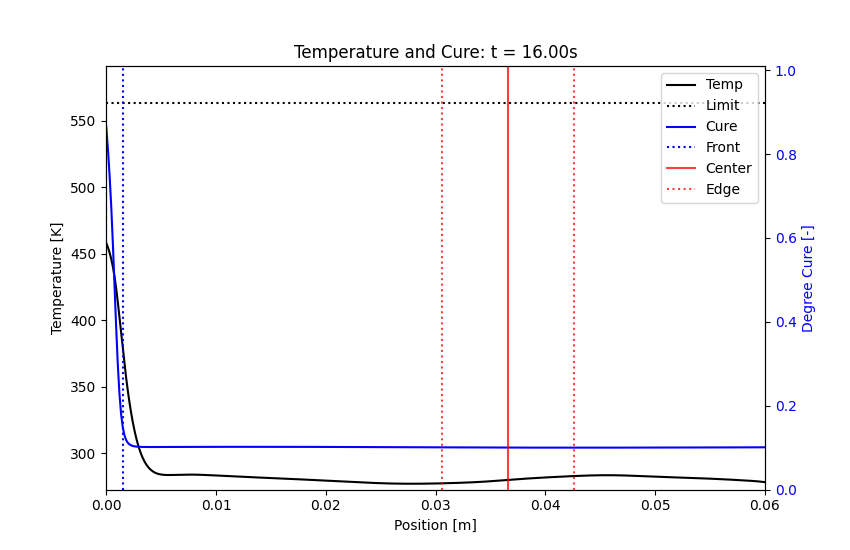 Temperature and Cure: t = 16.00s
Temp
Limit
Cure
Front
Center
Edge
550
500
450
400
350
300
Temperature [K]
1.0
0.8
0.6
0.4
0.2
0.0
Degree Cure [-]
0.00 0.01 0.02 0.03 0.04 0.05 0.06
Position [m]